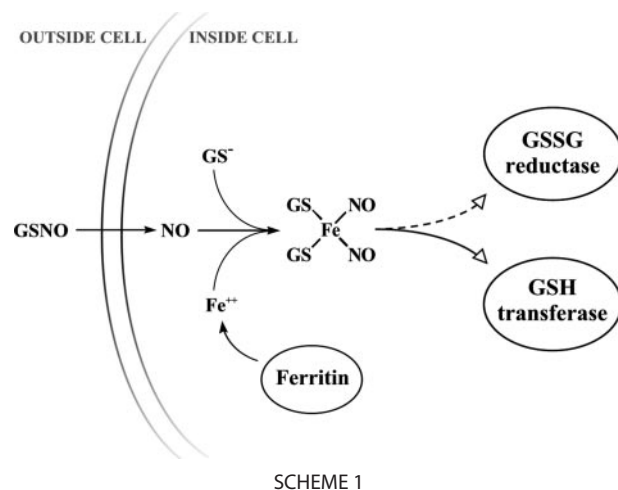 OUTSIDE CELL INSIDE CELL
GSSG
reductase
GS⁻
GS NO
GSNO NO Fe
GS NO
GSH
transferase
Fe⁺⁺
Ferritin
SCHEME 1